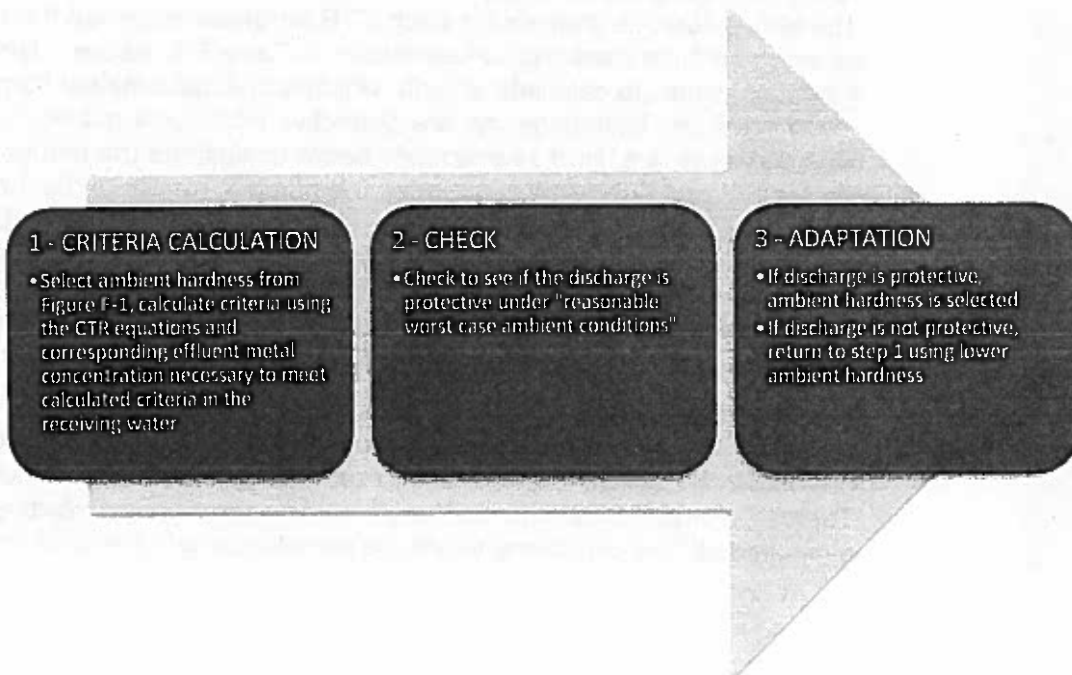 1 - CRITERIA CALCULATION
•Select ambient hardness from
Figure F-1, calculate criteria using
the CTR equations and
corresponding effluent metal
concentration necessary to meet
calculated criteria in the
receiving water
2 - CHECK
•Check to see if the discharge is
protective under "reasonable
worst case ambient conditions"
3 - ADAPTATION
•If discharge is protective,
ambient hardness is selected
•If discharge is not protective,
return to step 1 using lower
ambient hardness